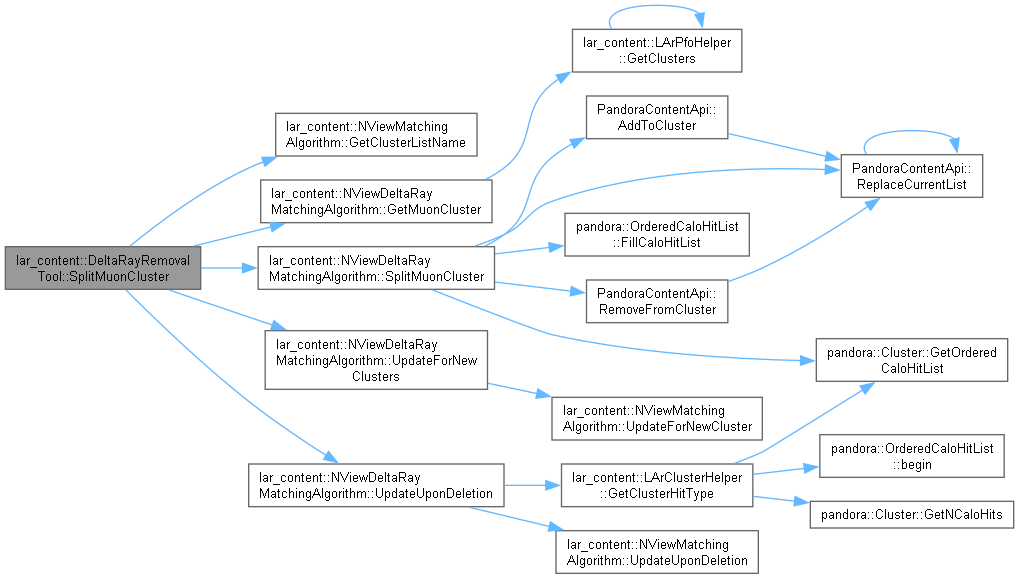 lar_content::DeltaRayRemoval
Tool::SplitMuonCluster
lar_content::NViewMatching
Algorithm::GetClusterListName
lar_content::NViewDeltaRay
MatchingAlgorithm::GetMuonCluster
lar_content::NViewDeltaRay
MatchingAlgorithm::SplitMuonCluster
lar_content::NViewDeltaRay
MatchingAlgorithm::UpdateForNew
Clusters
lar_content::NViewDeltaRay
MatchingAlgorithm::UpdateUponDeletion
lar_content::LArPfoHelper
::GetClusters
PandoraContentApi::
AddToCluster
pandora::OrderedCaloHitList
::FillCaloHitList
PandoraContentApi::
RemoveFromCluster
lar_content::NViewMatching
Algorithm::UpdateForNewCluster
lar_content::LArClusterHelper
::GetClusterHitType
lar_content::NViewMatching
Algorithm::UpdateUponDeletion
PandoraContentApi::
ReplaceCurrentList
pandora::Cluster::GetOrdered
CaloHitList
pandora::OrderedCaloHitList
::begin
pandora::Cluster::GetNCaloHits